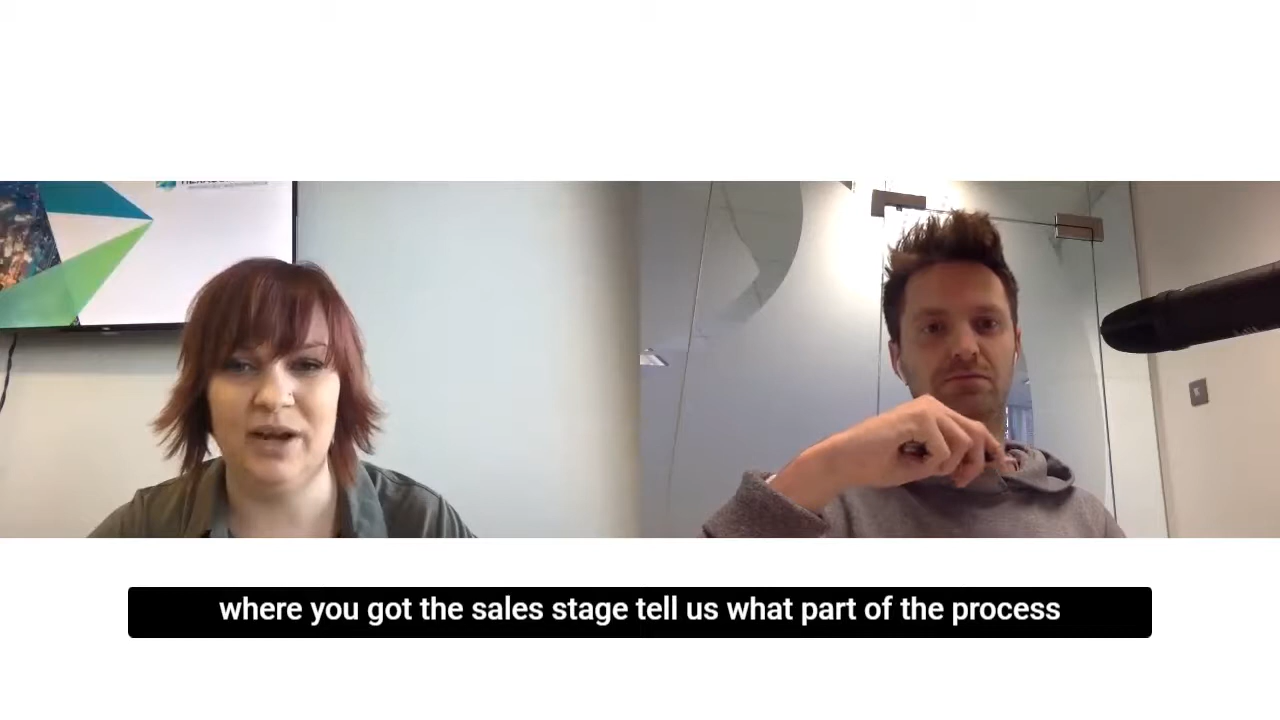 where you got the sales stage tell us what part of the process